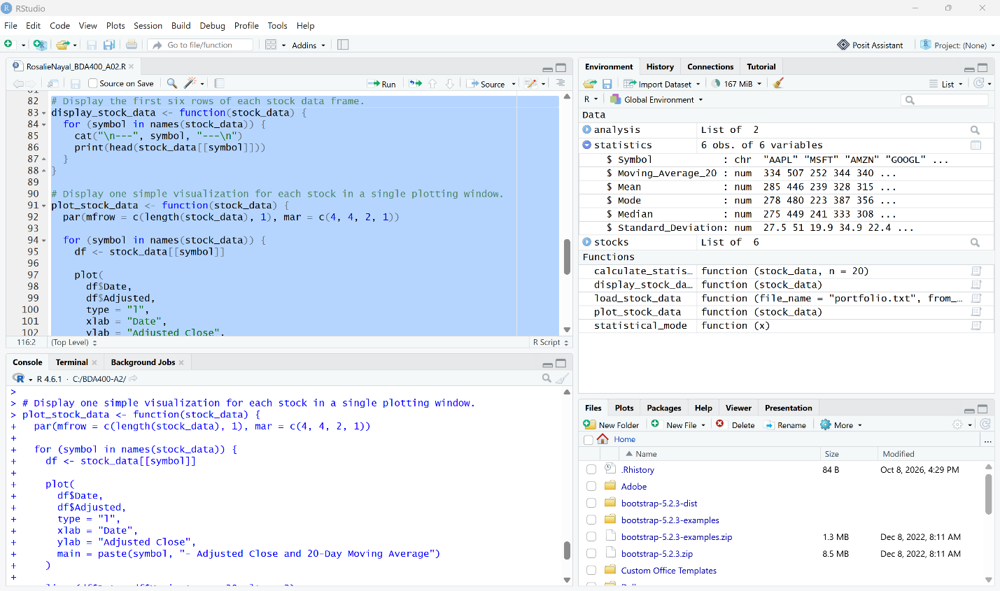 RStudio
File Edit Code View Plots Session Build Debug Profile Tools Help
Go to file/function Addins Posit Assistant Project: (None)
RosalieNayal_BDA400_A02.R
Source on Save Run Source
82 # Display the first six rows of each stock data frame.
83 display_stock_data <- function(stock_data) {
84 for (symbol in names(stock_data)) {
85 cat("\n---", symbol, "---\n")
86 print(head(stock_data[[symbol]]))
87 }
88 }
89
90 # Display one simple visualization for each stock in a single plotting window.
91 plot_stock_data <- function(stock_data) {
92 par(mfrow = c(length(stock_data), 1), mar = c(4, 4, 2, 1))
93
94 for (symbol in names(stock_data)) {
95 df <- stock_data[[symbol]]
96
97 plot(
98 df$Date,
99 df$Adjusted,
100 type = "l",
101 xlab = "Date",
102 ylab = "Adjusted Close",
116:2 (Top Level) R Script
Console Terminal Background Jobs
R 4.6.1 · C:/BDA400-A2/
>
> # Display one simple visualization for each stock in a single plotting window.
> plot_stock_data <- function(stock_data) {
+ par(mfrow = c(length(stock_data), 1), mar = c(4, 4, 2, 1))
+
+ for (symbol in names(stock_data)) {
+ df <- stock_data[[symbol]]
+
+ plot(
+ df$Date,
+ df$Adjusted,
+ type = "l",
+ xlab = "Date",
+ ylab = "Adjusted Close",
+ main = paste(symbol, "- Adjusted Close and 20-Day Moving Average")
+ )
+
Environment History Connections Tutorial
Import Dataset 167 MiB List
R Global Environment
Data
analysis List of 2
statistics 6 obs. of 6 variables
$ Symbol : chr "AAPL" "MSFT" "AMZN" "GOOGL" ...
$ Moving_Average_20 : num 334 507 252 344 340 ...
$ Mean : num 285 446 239 328 315 ...
$ Mode : num 278 480 223 387 356 ...
$ Median : num 275 449 241 333 308 ...
$ Standard_Deviation: num 27.5 51 19.9 34.9 22.4 ...
stocks List of 6
Functions
calculate_statis… function (stock_data, n = 20)
display_stock_da… function (stock_data)
load_stock_data function (file_name = "portfolio.txt", from_…
plot_stock_data function (stock_data)
statistical_mode function (x)
Files Plots Packages Help Viewer Presentation
New Folder New File Delete Rename More
Home ...
Name Size Modified
.Rhistory 84 B Oct 8, 2026, 4:29 PM
Adobe
bootstrap-5.2.3-dist
bootstrap-5.2.3-examples
bootstrap-5.2.3-examples.zip 1.3 MB Dec 8, 2022, 8:11 AM
bootstrap-5.2.3.zip 8.5 MB Dec 8, 2022, 8:11 AM
Custom Office Templates